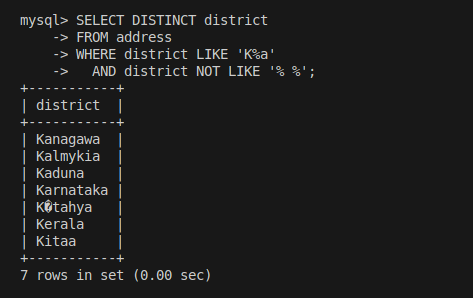 mysql> SELECT DISTINCT district
    -> FROM address
    -> WHERE district LIKE 'K%a'
    ->   AND district NOT LIKE '% %';
+-----------+
| district  |
+-----------+
| Kanagawa  |
| Kalmykia  |
| Kaduna    |
| Karnataka |
| K�tahya   |
| Kerala    |
| Kitaa     |
+-----------+
7 rows in set (0.00 sec)